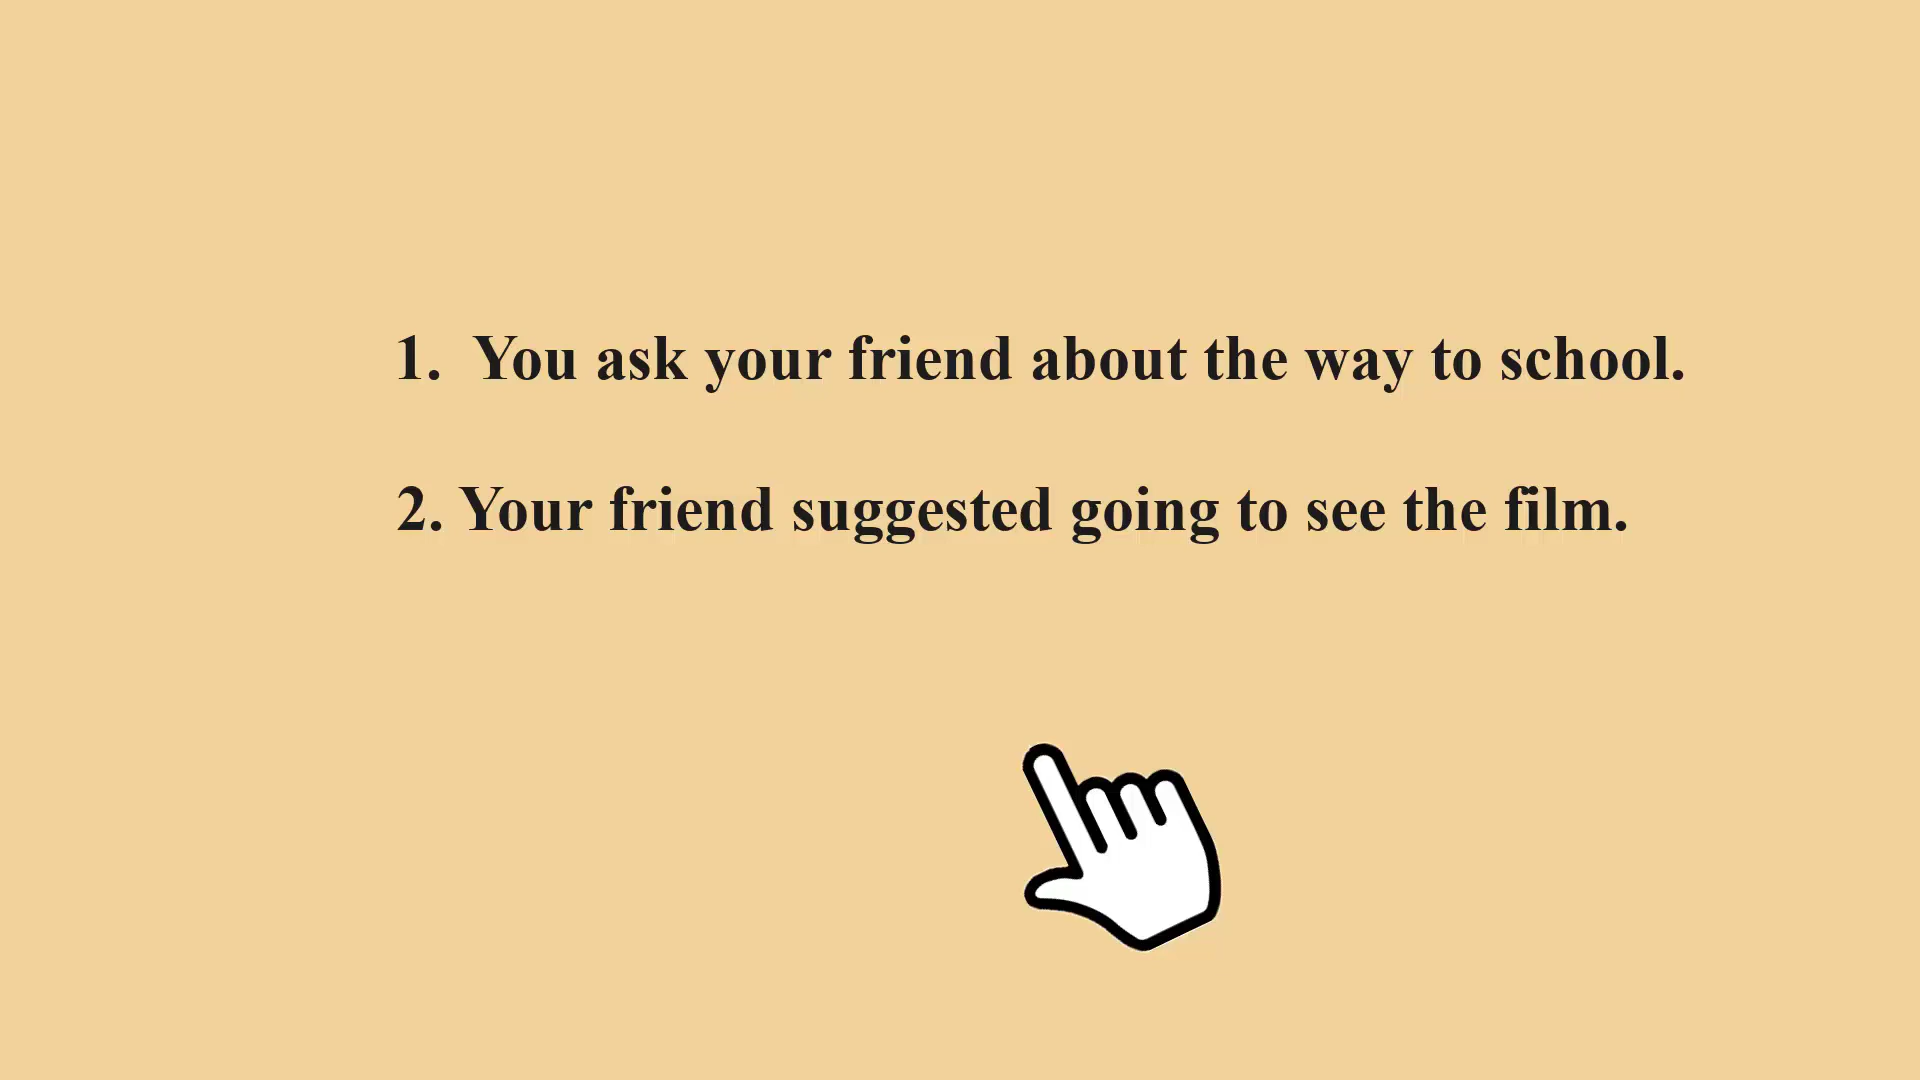 1. You ask your friend about the way to school.
2. Your friend suggested going to see the film.